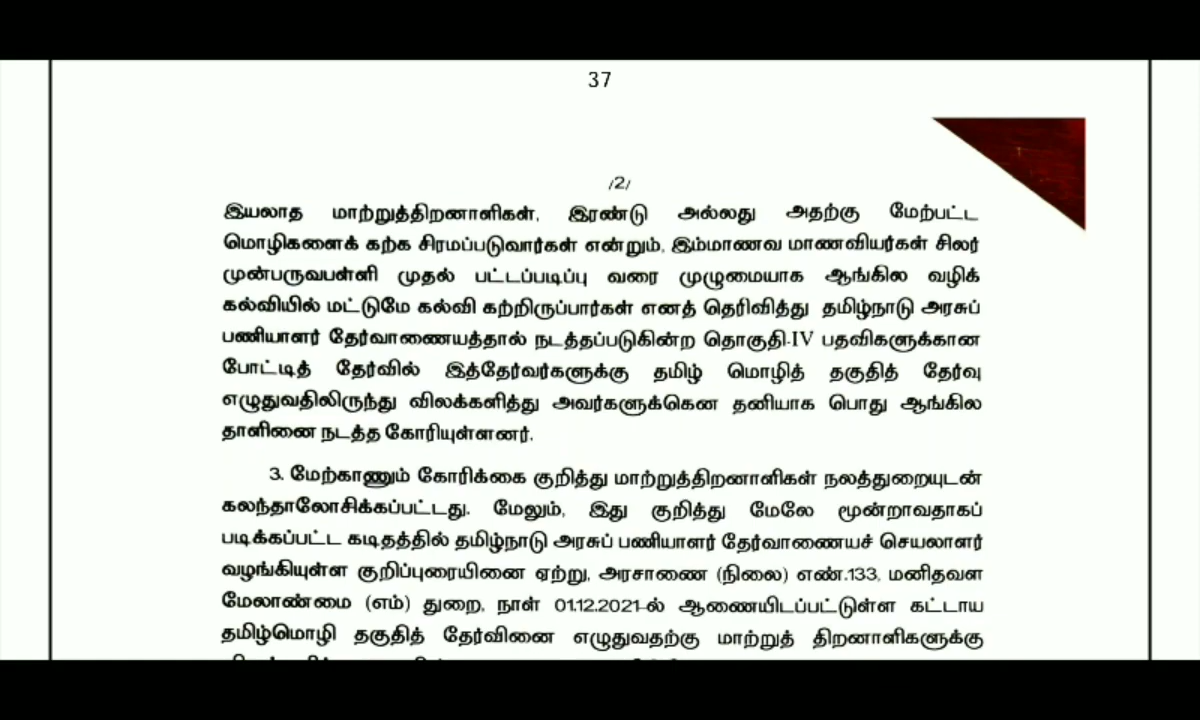 37
/2/
இயலாத மாற்றுத்திறனாளிகள், இரண்டு அல்லது அதற்கு மேற்பட்ட
மொழிகளைக் கற்க சிரமப்படுவார்கள் என்றும், இம்மாணவ மாணவியர்கள் சிலர்
முன்பருவபள்ளி முதல் பட்டப்படிப்பு வரை முழுமையாக ஆங்கில வழிக்
கல்வியில் மட்டுமே கல்வி கற்றிருப்பார்கள் எனத் தெரிவித்து தமிழ்நாடு அரசுப்
பணியாளர் தேர்வாணையத்தால் நடத்தப்படுகின்ற தொகுதி-IV பதவிகளுக்கான
போட்டித் தேர்வில் இத்தேர்வர்களுக்கு தமிழ் மொழித் தகுதித் தேர்வு
எழுதுவதிலிருந்து விலக்களித்து அவர்களுக்கென தனியாக பொது ஆங்கில
தாளினை நடத்த கோரியுள்ளனர்.
3. மேற்காணும் கோரிக்கை குறித்து மாற்றுத்திறனாளிகள் நலத்துறையுடன்
கலந்தாலோசிக்கப்பட்டது. மேலும், இது குறித்து மேலே மூன்றாவதாகப்
படிக்கப்பட்ட கடிதத்தில் தமிழ்நாடு அரசுப் பணியாளர் தேர்வாணையச் செயலாளர்
வழங்கியுள்ள குறிப்புரையினை ஏற்று, அரசாணை (நிலை) எண்.133, மனிதவள
மேலாண்மை (எம்) துறை, நாள் 01.12.2021-ல் ஆணையிடப்பட்டுள்ள கட்டாய
தமிழ்மொழி தகுதித் தேர்வினை எழுதுவதற்கு மாற்றுத் திறனாளிகளுக்கு